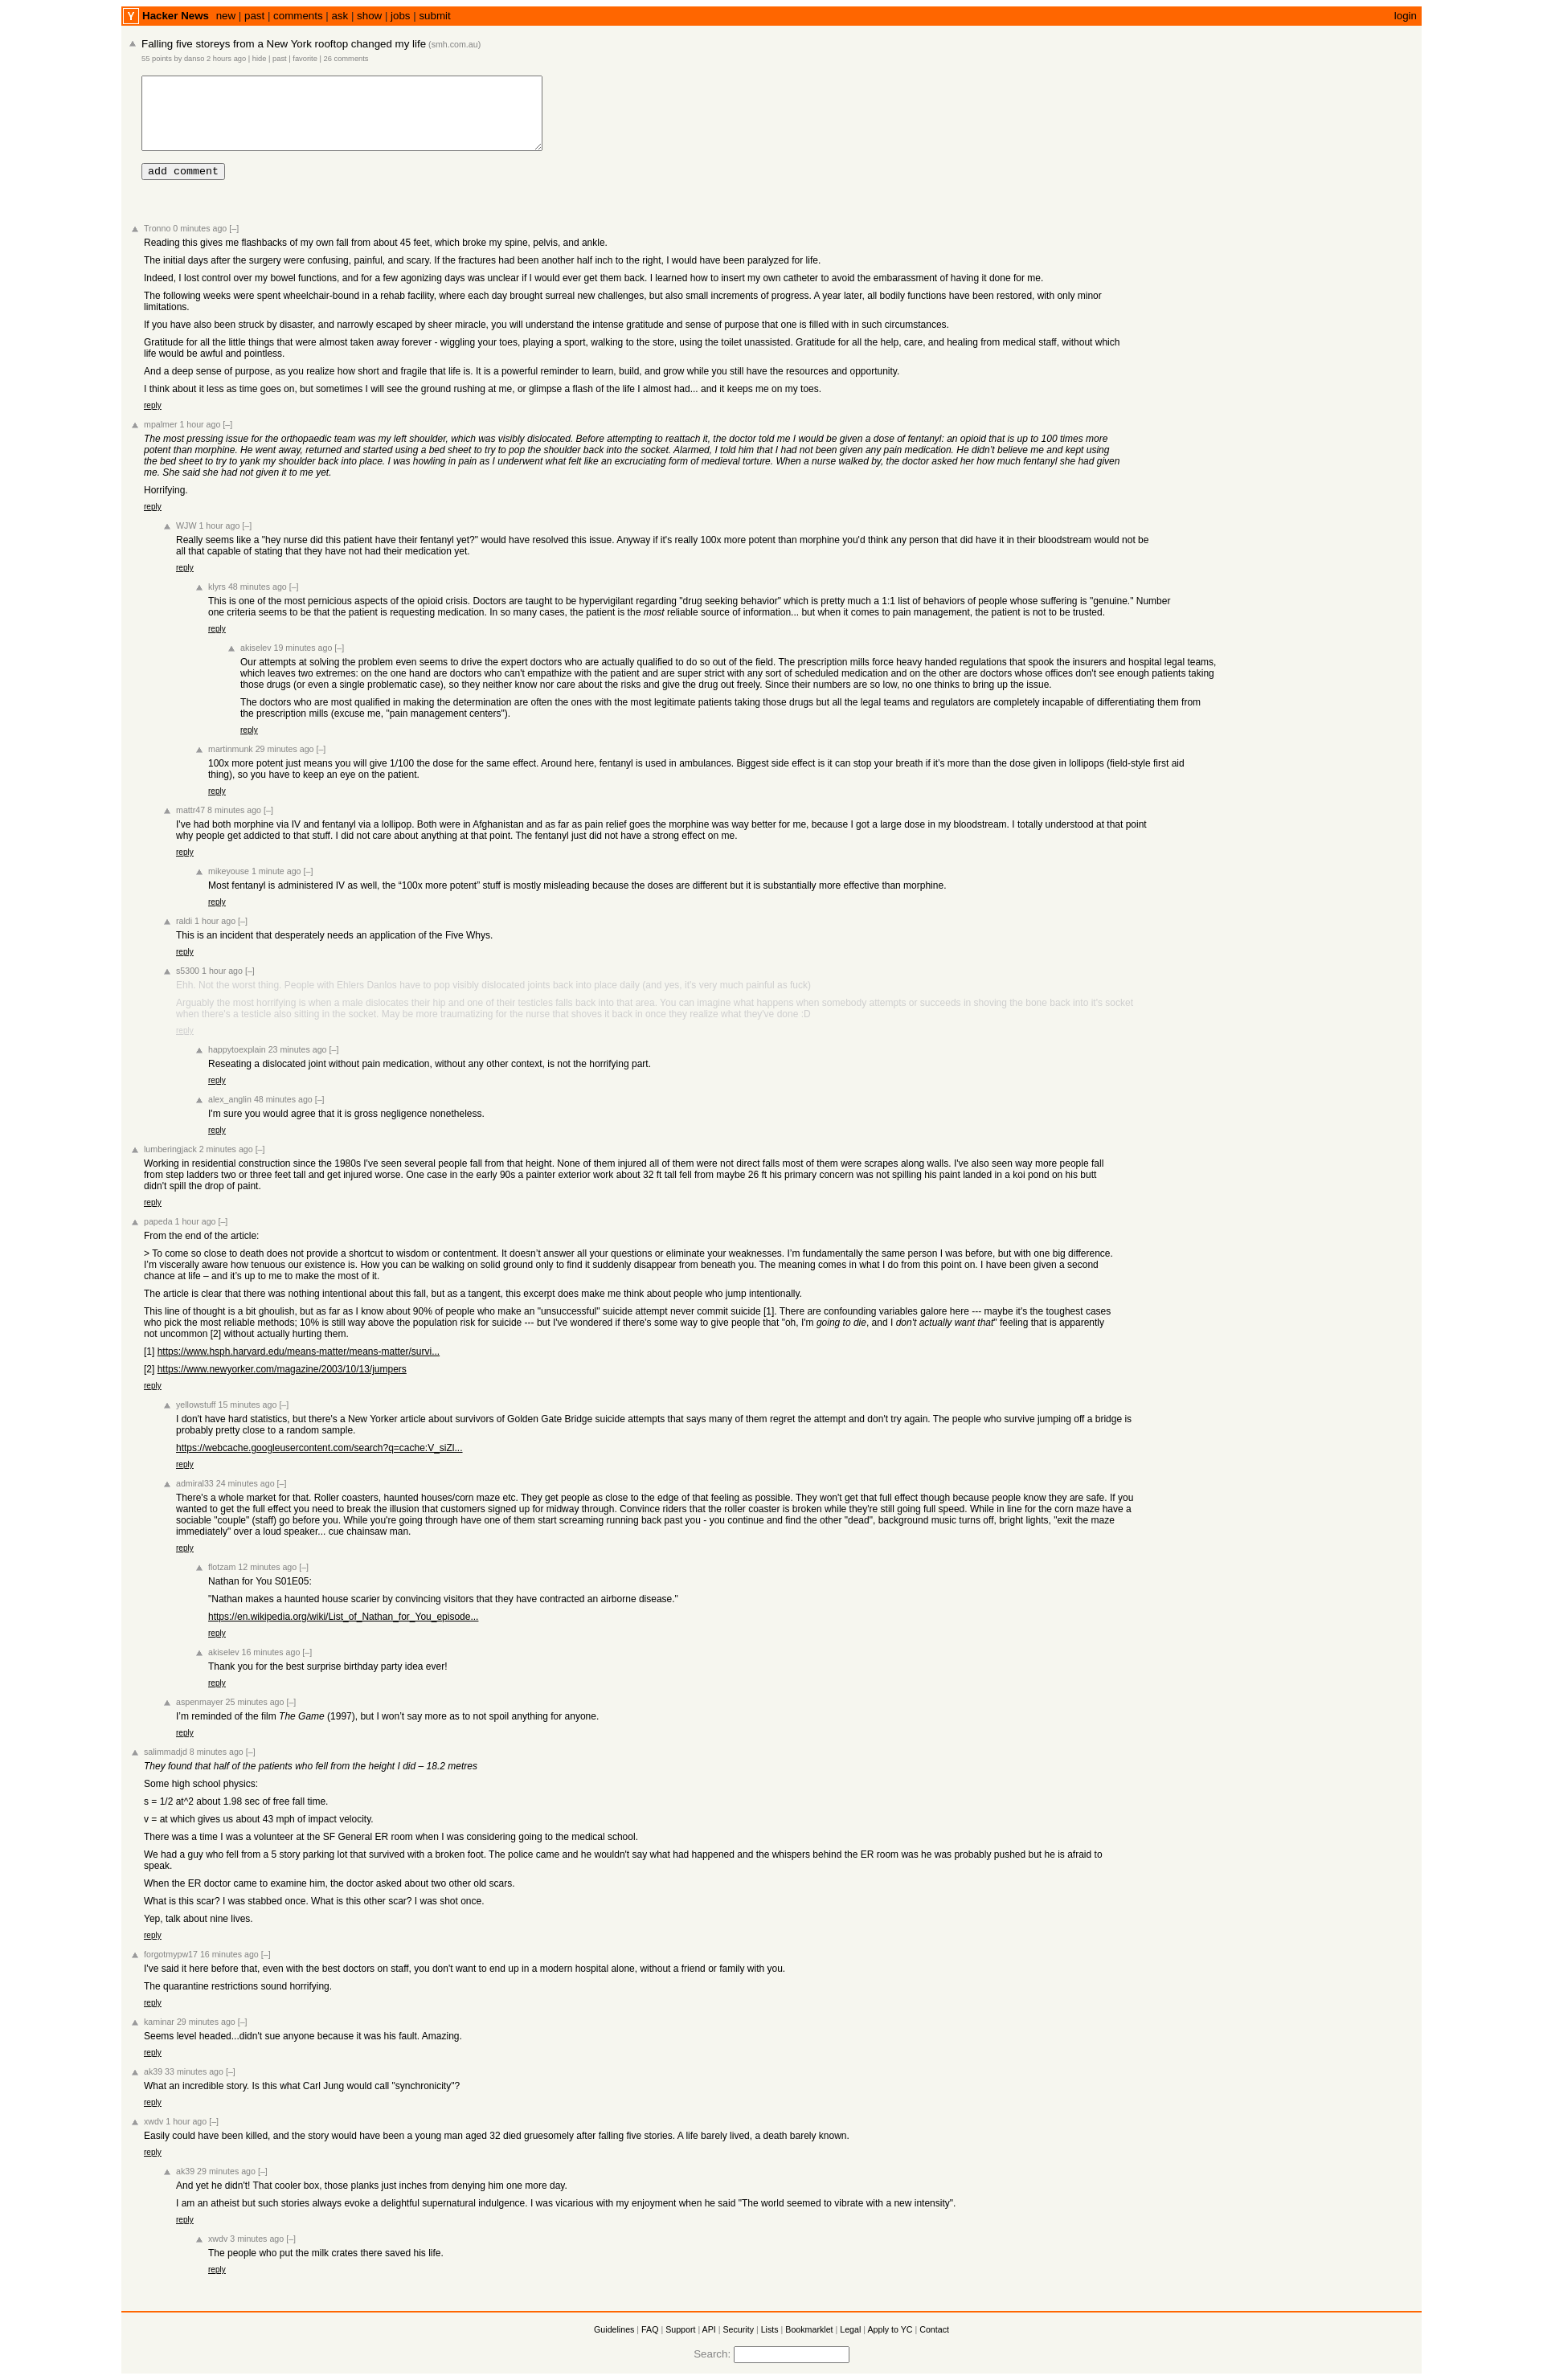 Y Hacker News new | past | comments | ask | show | jobs | submit login
Falling five storeys from a New York rooftop changed my life (smh.com.au)
55 points by danso 2 hours ago | hide | past | favorite | 26 comments
add comment
Tronno 0 minutes ago [–]
Reading this gives me flashbacks of my own fall from about 45 feet, which broke my spine, pelvis, and ankle.
The initial days after the surgery were confusing, painful, and scary. If the fractures had been another half inch to the right, I would have been paralyzed for life.
Indeed, I lost control over my bowel functions, and for a few agonizing days was unclear if I would ever get them back. I learned how to insert my own catheter to avoid the embarassment of having it done for me.
The following weeks were spent wheelchair-bound in a rehab facility, where each day brought surreal new challenges, but also small increments of progress. A year later, all bodily functions have been restored, with only minor
limitations.
If you have also been struck by disaster, and narrowly escaped by sheer miracle, you will understand the intense gratitude and sense of purpose that one is filled with in such circumstances.
Gratitude for all the little things that were almost taken away forever - wiggling your toes, playing a sport, walking to the store, using the toilet unassisted. Gratitude for all the help, care, and healing from medical staff, without which
life would be awful and pointless.
And a deep sense of purpose, as you realize how short and fragile that life is. It is a powerful reminder to learn, build, and grow while you still have the resources and opportunity.
I think about it less as time goes on, but sometimes I will see the ground rushing at me, or glimpse a flash of the life I almost had... and it keeps me on my toes.
reply
mpalmer 1 hour ago [–]
The most pressing issue for the orthopaedic team was my left shoulder, which was visibly dislocated. Before attempting to reattach it, the doctor told me I would be given a dose of fentanyl: an opioid that is up to 100 times more
potent than morphine. He went away, returned and started using a bed sheet to try to pop the shoulder back into the socket. Alarmed, I told him that I had not been given any pain medication. He didn't believe me and kept using
the bed sheet to try to yank my shoulder back into place. I was howling in pain as I underwent what felt like an excruciating form of medieval torture. When a nurse walked by, the doctor asked her how much fentanyl she had given
me. She said she had not given it to me yet.
Horrifying.
reply
WJW 1 hour ago [–]
Really seems like a "hey nurse did this patient have their fentanyl yet?" would have resolved this issue. Anyway if it's really 100x more potent than morphine you'd think any person that did have it in their bloodstream would not be
all that capable of stating that they have not had their medication yet.
reply
klyrs 48 minutes ago [–]
This is one of the most pernicious aspects of the opioid crisis. Doctors are taught to be hypervigilant regarding "drug seeking behavior" which is pretty much a 1:1 list of behaviors of people whose suffering is "genuine." Number
one criteria seems to be that the patient is requesting medication. In so many cases, the patient is the most reliable source of information... but when it comes to pain management, the patient is not to be trusted.
reply
akiselev 19 minutes ago [–]
Our attempts at solving the problem even seems to drive the expert doctors who are actually qualified to do so out of the field. The prescription mills force heavy handed regulations that spook the insurers and hospital legal teams,
which leaves two extremes: on the one hand are doctors who can't empathize with the patient and are super strict with any sort of scheduled medication and on the other are doctors whose offices don't see enough patients taking
those drugs (or even a single problematic case), so they neither know nor care about the risks and give the drug out freely. Since their numbers are so low, no one thinks to bring up the issue.
The doctors who are most qualified in making the determination are often the ones with the most legitimate patients taking those drugs but all the legal teams and regulators are completely incapable of differentiating them from
the prescription mills (excuse me, "pain management centers").
reply
martinmunk 29 minutes ago [–]
100x more potent just means you will give 1/100 the dose for the same effect. Around here, fentanyl is used in ambulances. Biggest side effect is it can stop your breath if it's more than the dose given in lollipops (field-style first aid
thing), so you have to keep an eye on the patient.
reply
mattr47 8 minutes ago [–]
I've had both morphine via IV and fentanyl via a lollipop. Both were in Afghanistan and as far as pain relief goes the morphine was way better for me, because I got a large dose in my bloodstream. I totally understood at that point
why people get addicted to that stuff. I did not care about anything at that point. The fentanyl just did not have a strong effect on me.
reply
mikeyouse 1 minute ago [–]
Most fentanyl is administered IV as well, the “100x more potent” stuff is mostly misleading because the doses are different but it is substantially more effective than morphine.
reply
raldi 1 hour ago [–]
This is an incident that desperately needs an application of the Five Whys.
reply
s5300 1 hour ago [–]
Ehh. Not the worst thing. People with Ehlers Danlos have to pop visibly dislocated joints back into place daily (and yes, it's very much painful as fuck)
Arguably the most horrifying is when a male dislocates their hip and one of their testicles falls back into that area. You can imagine what happens when somebody attempts or succeeds in shoving the bone back into it's socket
when there's a testicle also sitting in the socket. May be more traumatizing for the nurse that shoves it back in once they realize what they've done :D
reply
happytoexplain 23 minutes ago [–]
Reseating a dislocated joint without pain medication, without any other context, is not the horrifying part.
reply
alex_anglin 48 minutes ago [–]
I'm sure you would agree that it is gross negligence nonetheless.
reply
lumberingjack 2 minutes ago [–]
Working in residential construction since the 1980s I've seen several people fall from that height. None of them injured all of them were not direct falls most of them were scrapes along walls. I've also seen way more people fall
from step ladders two or three feet tall and get injured worse. One case in the early 90s a painter exterior work about 32 ft tall fell from maybe 26 ft his primary concern was not spilling his paint landed in a koi pond on his butt
didn't spill the drop of paint.
reply
papeda 1 hour ago [–]
From the end of the article:
> To come so close to death does not provide a shortcut to wisdom or contentment. It doesn’t answer all your questions or eliminate your weaknesses. I’m fundamentally the same person I was before, but with one big difference.
I’m viscerally aware how tenuous our existence is. How you can be walking on solid ground only to find it suddenly disappear from beneath you. The meaning comes in what I do from this point on. I have been given a second
chance at life – and it’s up to me to make the most of it.
The article is clear that there was nothing intentional about this fall, but as a tangent, this excerpt does make me think about people who jump intentionally.
This line of thought is a bit ghoulish, but as far as I know about 90% of people who make an "unsuccessful" suicide attempt never commit suicide [1]. There are confounding variables galore here --- maybe it's the toughest cases
who pick the most reliable methods; 10% is still way above the population risk for suicide --- but I've wondered if there's some way to give people that "oh, I'm going to die, and I don't actually want that" feeling that is apparently
not uncommon [2] without actually hurting them.
[1] https://www.hsph.harvard.edu/means-matter/means-matter/survi...
[2] https://www.newyorker.com/magazine/2003/10/13/jumpers
reply
yellowstuff 15 minutes ago [–]
I don't have hard statistics, but there's a New Yorker article about survivors of Golden Gate Bridge suicide attempts that says many of them regret the attempt and don't try again. The people who survive jumping off a bridge is
probably pretty close to a random sample.
https://webcache.googleusercontent.com/search?q=cache:V_siZl...
reply
admiral33 24 minutes ago [–]
There's a whole market for that. Roller coasters, haunted houses/corn maze etc. They get people as close to the edge of that feeling as possible. They won't get that full effect though because people know they are safe. If you
wanted to get the full effect you need to break the illusion that customers signed up for midway through. Convince riders that the roller coaster is broken while they're still going full speed. While in line for the corn maze have a
sociable "couple" (staff) go before you. While you're going through have one of them start screaming running back past you - you continue and find the other "dead", background music turns off, bright lights, "exit the maze
immediately" over a loud speaker... cue chainsaw man.
reply
flotzam 12 minutes ago [–]
Nathan for You S01E05:
"Nathan makes a haunted house scarier by convincing visitors that they have contracted an airborne disease."
https://en.wikipedia.org/wiki/List_of_Nathan_for_You_episode...
reply
akiselev 16 minutes ago [–]
Thank you for the best surprise birthday party idea ever!
reply
aspenmayer 25 minutes ago [–]
I’m reminded of the film The Game (1997), but I won’t say more as to not spoil anything for anyone.
reply
salimmadjd 8 minutes ago [–]
They found that half of the patients who fell from the height I did – 18.2 metres
Some high school physics:
s = 1/2 at^2 about 1.98 sec of free fall time.
v = at which gives us about 43 mph of impact velocity.
There was a time I was a volunteer at the SF General ER room when I was considering going to the medical school.
We had a guy who fell from a 5 story parking lot that survived with a broken foot. The police came and he wouldn't say what had happened and the whispers behind the ER room was he was probably pushed but he is afraid to
speak.
When the ER doctor came to examine him, the doctor asked about two other old scars.
What is this scar? I was stabbed once. What is this other scar? I was shot once.
Yep, talk about nine lives.
reply
forgotmypw17 16 minutes ago [–]
I've said it here before that, even with the best doctors on staff, you don't want to end up in a modern hospital alone, without a friend or family with you.
The quarantine restrictions sound horrifying.
reply
kaminar 29 minutes ago [–]
Seems level headed...didn't sue anyone because it was his fault. Amazing.
reply
ak39 33 minutes ago [–]
What an incredible story. Is this what Carl Jung would call "synchronicity"?
reply
xwdv 1 hour ago [–]
Easily could have been killed, and the story would have been a young man aged 32 died gruesomely after falling five stories. A life barely lived, a death barely known.
reply
ak39 29 minutes ago [–]
And yet he didn't! That cooler box, those planks just inches from denying him one more day.
I am an atheist but such stories always evoke a delightful supernatural indulgence. I was vicarious with my enjoyment when he said "The world seemed to vibrate with a new intensity".
reply
xwdv 3 minutes ago [–]
The people who put the milk crates there saved his life.
reply
Guidelines | FAQ | Support | API | Security | Lists | Bookmarklet | Legal | Apply to YC | Contact
Search: